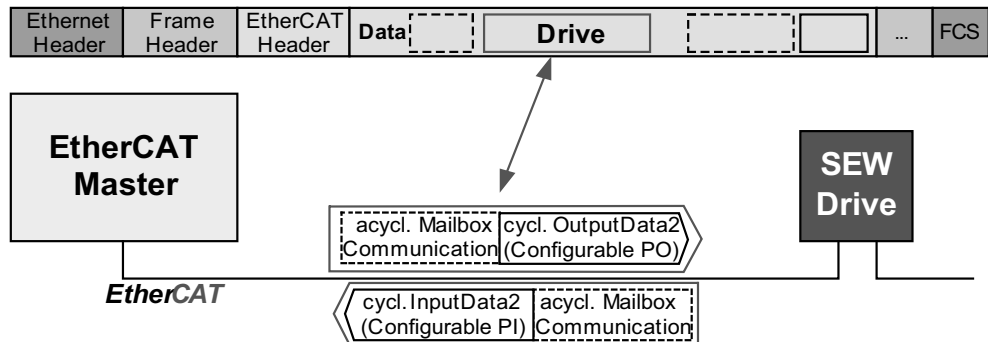 Ethernet Header
Frame Header
EtherCAT Header
Data
Drive
...
FCS
EtherCAT
Master
SEW
Drive
acycl. Mailbox
Communication
cycl. OutputData2
(Configurable PO)
EtherCAT
cycl. InputData2
(Configurable PI)
acycl. Mailbox
Communication